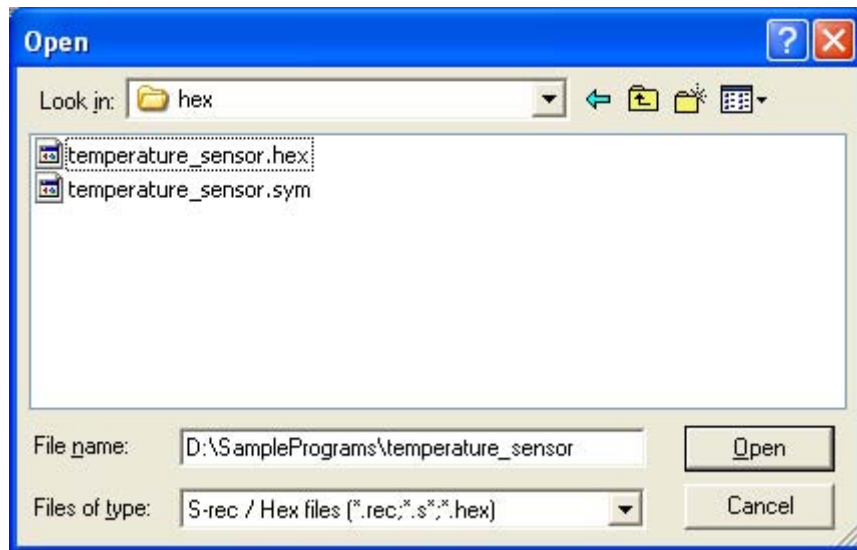 Open
Look in: hex
temperature_sensor.hex
temperature_sensor.sym
File name: D:\SamplePrograms\temperature_sensor Open
Files of type: S-rec / Hex files (*.rec;*.s*;*.hex) Cancel